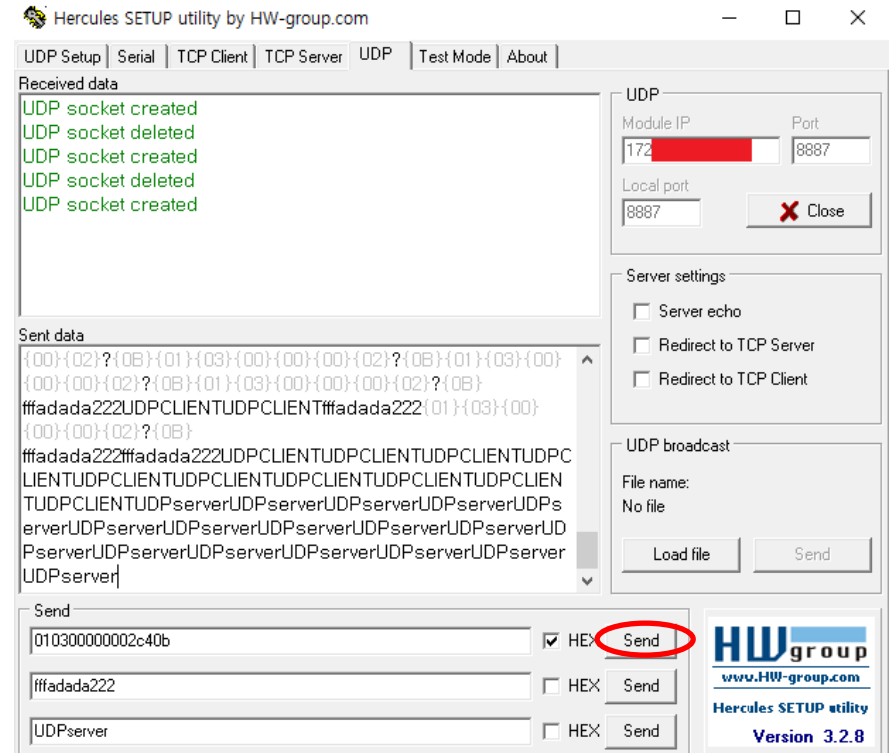 Hercules SETUP utility by HW-group.com
UDP Setup Serial TCP Client TCP Server UDP Test Mode About
Received data
UDP socket created
UDP socket deleted
UDP socket created
UDP socket deleted
UDP socket created
Sent data
{00}{02}?{0B}{01}{03}{00}{00}{00}{02}?{0B}{01}{03}{00}
{00}{00}{02}?{0B}{01}{03}{00}{00}{00}{02}?{0B}
fffadada222UDPCLIENTUDPCLIENTfffadada222{01}{03}{00}
{00}{00}{02}?{0B}
fffadada222fffadada222UDPCLIENTUDPCLIENTUDPCLIENTUDPC
LIENTUDPCLIENTUDPCLIENTUDPCLIENTUDPCLIENTUDPCLIEN
TUDPCLIENTUDPserverUDPserverUDPserverUDPserverUDPs
erverUDPserverUDPserverUDPserverUDPserverUDPserverUD
PserverUDPserverUDPserverUDPserverUDPserverUDPserver
UDPserver
UDP
Module IP Port
172 8887
Local port
8887 Close
Server settings
Server echo
Redirect to TCP Server
Redirect to TCP Client
UDP broadcast
File name:
No file
Load file Send
Send
010300000002c40b HEX Send
fffadada222 HEX Send
UDPserver HEX Send
HW group
www.HW-group.com
Hercules SETUP utility
Version 3.2.8